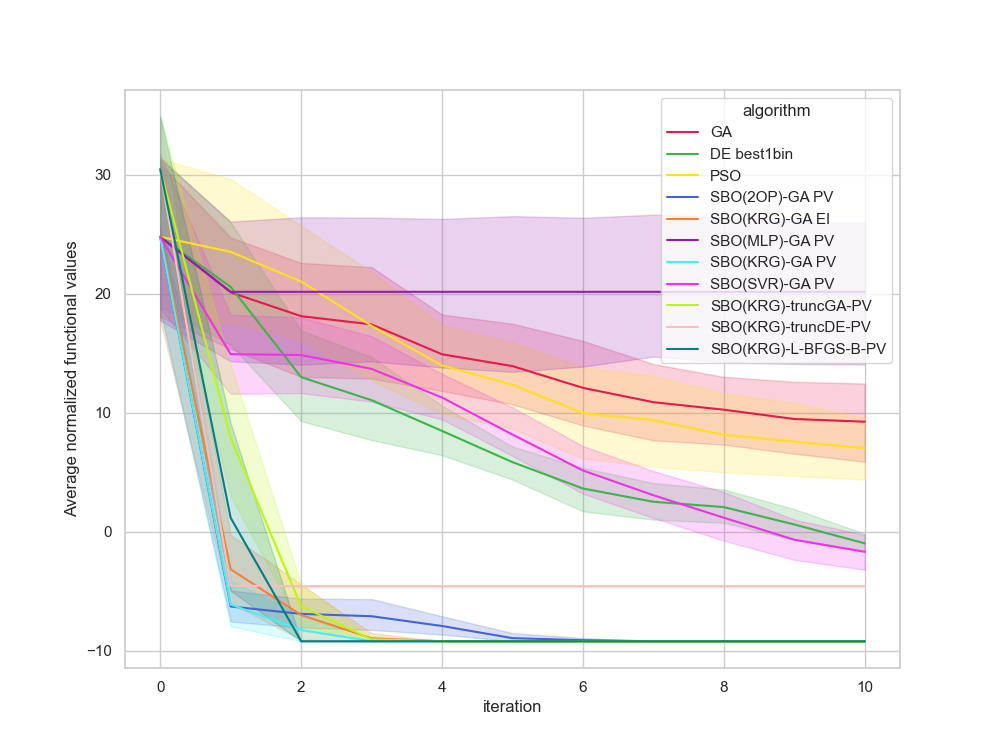 algorithm
GA
DE best1bin
PSO
SBO(2OP)-GA PV
SBO(KRG)-GA EI
SBO(MLP)-GA PV
SBO(KRG)-GA PV
SBO(SVR)-GA PV
SBO(KRG)-truncGA-PV
SBO(KRG)-truncDE-PV
SBO(KRG)-L-BFGS-B-PV
Average normalized functional values
30
20
10
0
−10
0 2 4 6 8 10
iteration